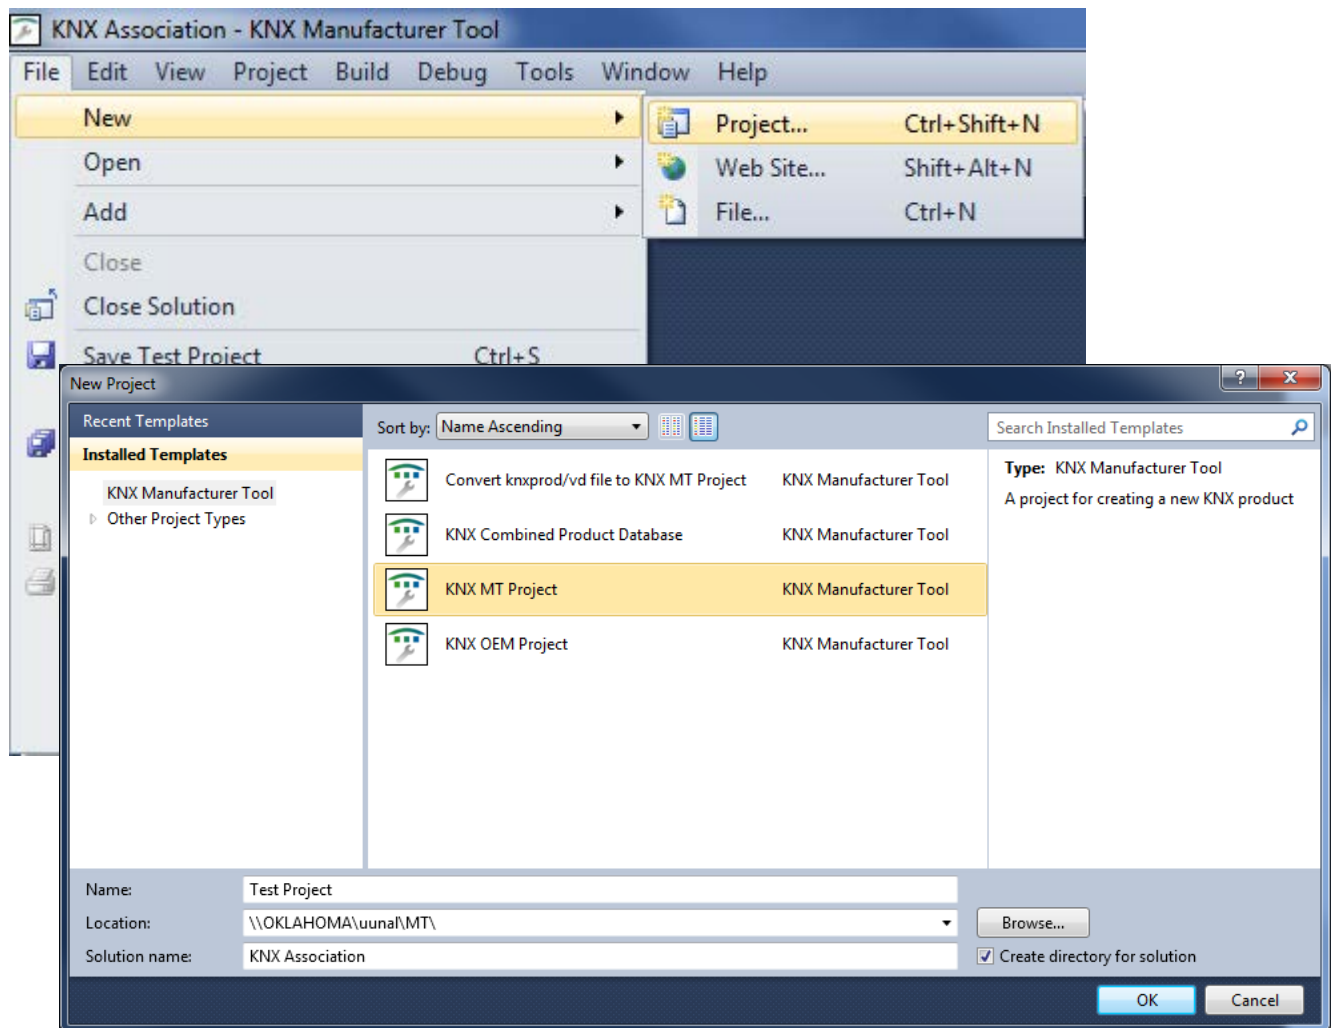 KNX Association - KNX Manufacturer Tool
File Edit View Project Build Debug Tools Window Help
New
Project... Ctrl+Shift+N
Open
Web Site... Shift+Alt+N
Add
File... Ctrl+N
Close
Close Solution
Save Test Project Ctrl+S
New Project
? x
Recent Templates
Sort by: Name Ascending
Search Installed Templates
Installed Templates
KNX Manufacturer Tool
Other Project Types
Convert knxprod/vd file to KNX MT Project KNX Manufacturer Tool
KNX Combined Product Database KNX Manufacturer Tool
KNX MT Project KNX Manufacturer Tool
KNX OEM Project KNX Manufacturer Tool
Type: KNX Manufacturer Tool
A project for creating a new KNX product
Name: Test Project
Location: \\OKLAHOMA\uunal\MT\ Browse...
Solution name: KNX Association Create directory for solution
OK Cancel